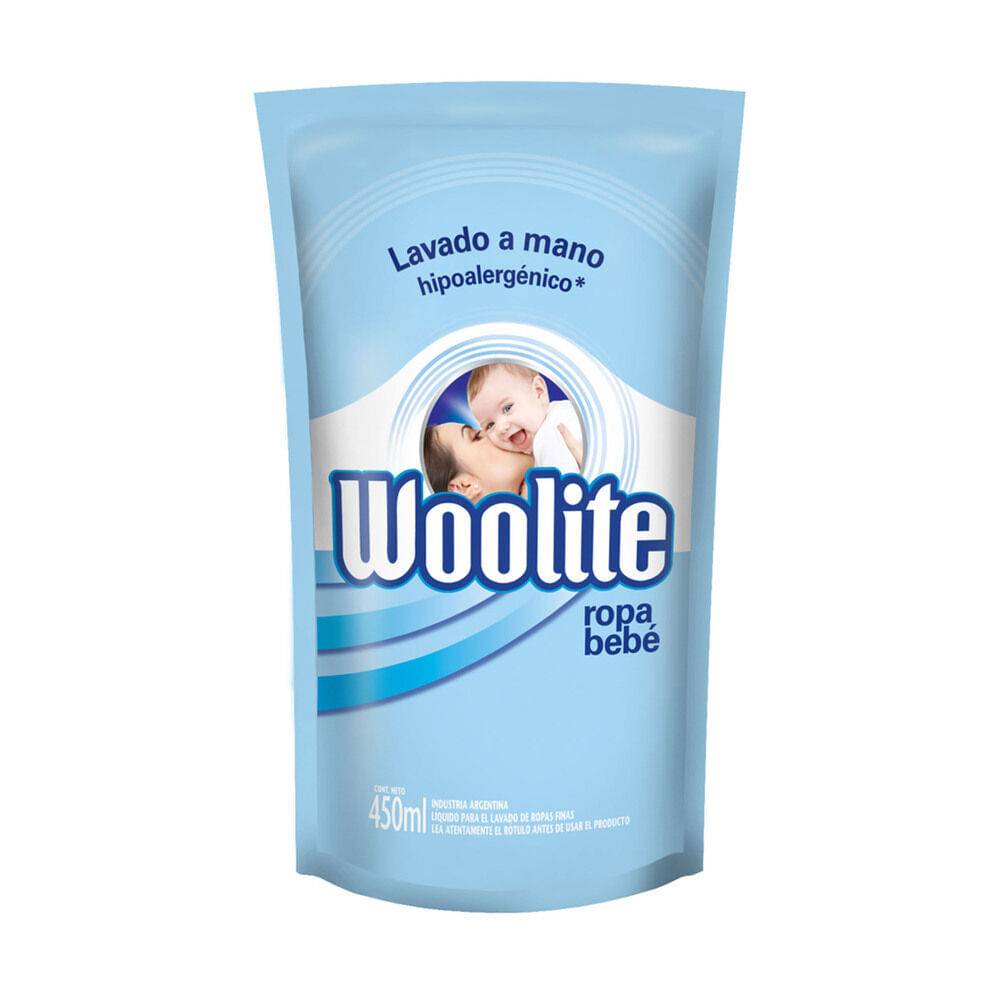 Lavado a mano
hipoalergénico*
Woolite
ropa
bebé
CONT. NETO
450ml
INDUSTRIA ARGENTINA
LÍQUIDO PARA EL LAVADO DE ROPAS FINAS
LEA ATENTAMENTE EL RÓTULO ANTES DE USAR EL PRODUCTO